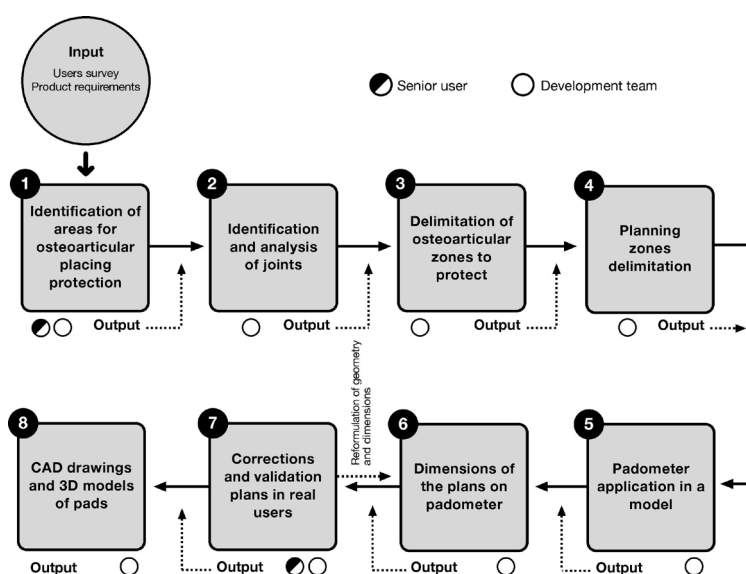 Input
Users survey
Product requirements
Senior user
Development team
1
Identification of
areas for
osteoarticular
placing
protection
Output
2
Identification
and analysis
of joints
Output
3
Delimitation of
osteoarticular
zones to
protect
Output
4
Planning
zones
delimitation
Output
8
CAD drawings
and 3D models
of pads
Output
7
Corrections
and validation
plans in real
users
Output
Reformulation of geometry
and dimensions
6
Dimensions of
the plans on
padometer
Output
5
Padometer
application in a
model
Output